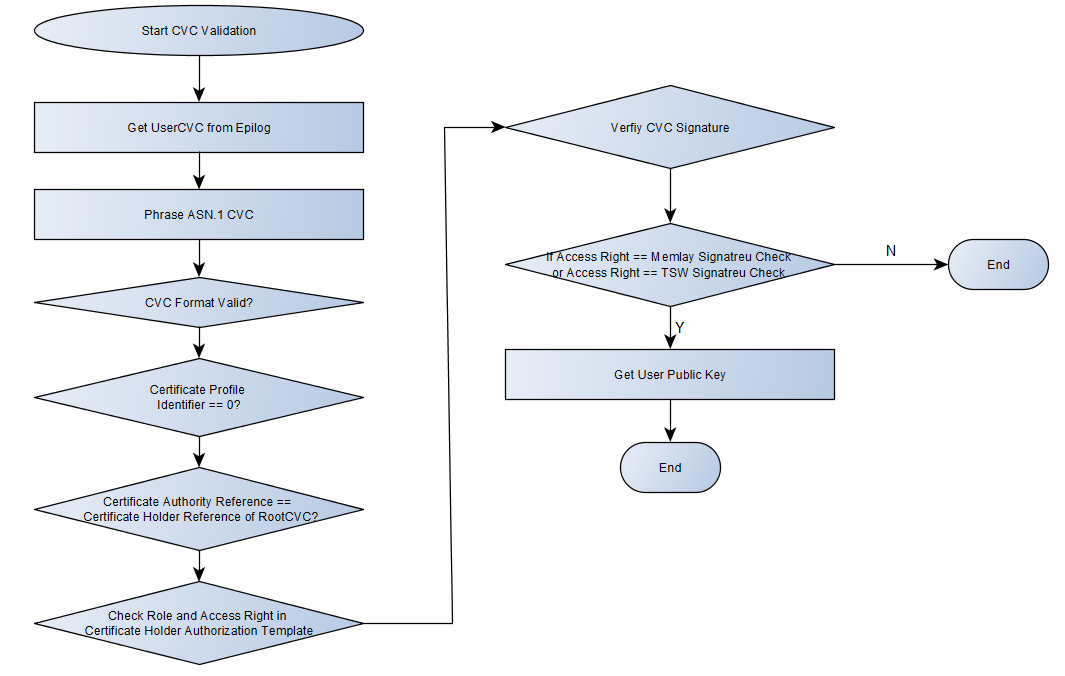 Start CVC Validation
Get UserCVC from Epilog
Phrase ASN.1 CVC
CVC Format Valid?
Certificate Profile
Identifier == 0?
Certificate Authority Reference ==
Certificate Holder Reference of RootCVC?
Check Role and Access Right in
Certificate Holder Authorization Template
Verfiy CVC Signature
If Access Right == Memlay Signatreu Check
or Access Right == TSW Signatreu Check
N
End
Y
Get User Public Key
End